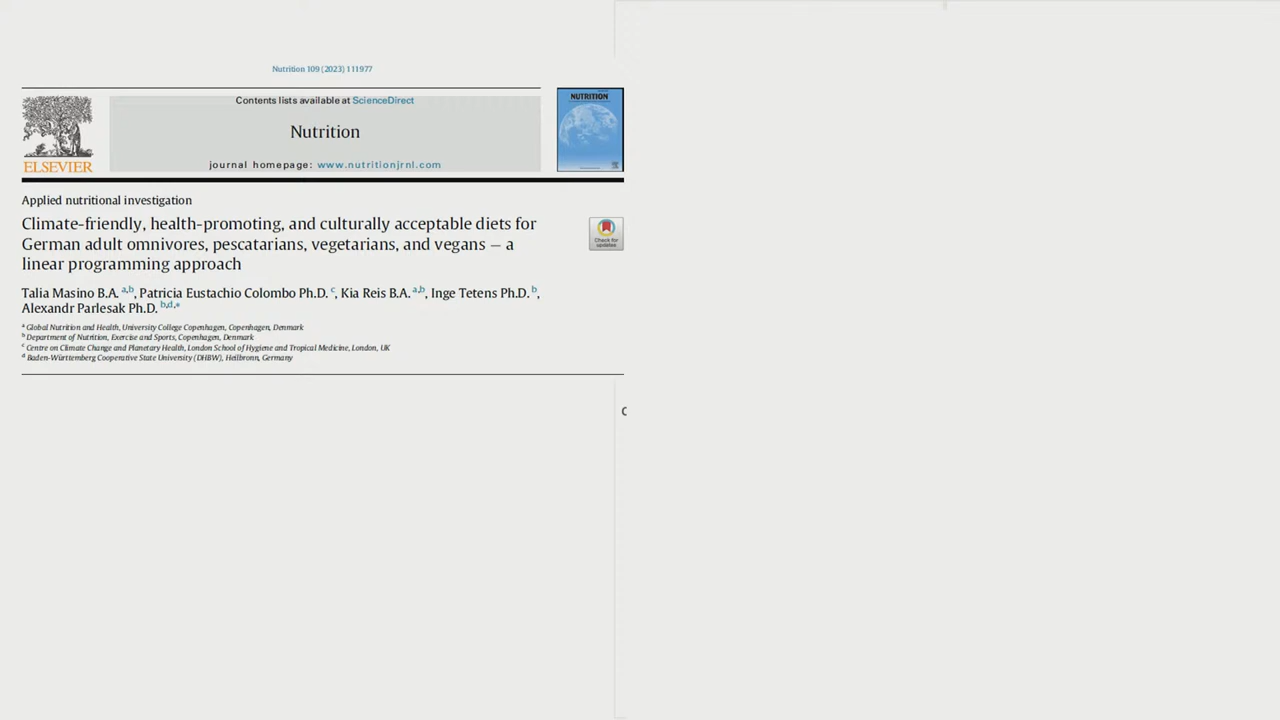 Nutrition 109 (2023) 111977
Contents lists available at ScienceDirect
Nutrition
journal homepage: www.nutritionjrnl.com
NUTRITION
ELSEVIER
Applied nutritional investigation
Climate-friendly, health-promoting, and culturally acceptable diets for
German adult omnivores, pescatarians, vegetarians, and vegans – a
linear programming approach
Check for
updates
Talia Masino B.A. a,b, Patricia Eustachio Colombo Ph.D. c, Kia Reis B.A. a,b, Inge Tetens Ph.D. b,
Alexandr Parlesak Ph.D. b,d,*
a Global Nutrition and Health, University College Copenhagen, Copenhagen, Denmark
b Department of Nutrition, Exercise and Sports, Copenhagen, Denmark
c Centre on Climate Change and Planetary Health, London School of Hygiene and Tropical Medicine, London, UK
d Baden-Württemberg Cooperative State University (DHBW), Heilbronn, Germany